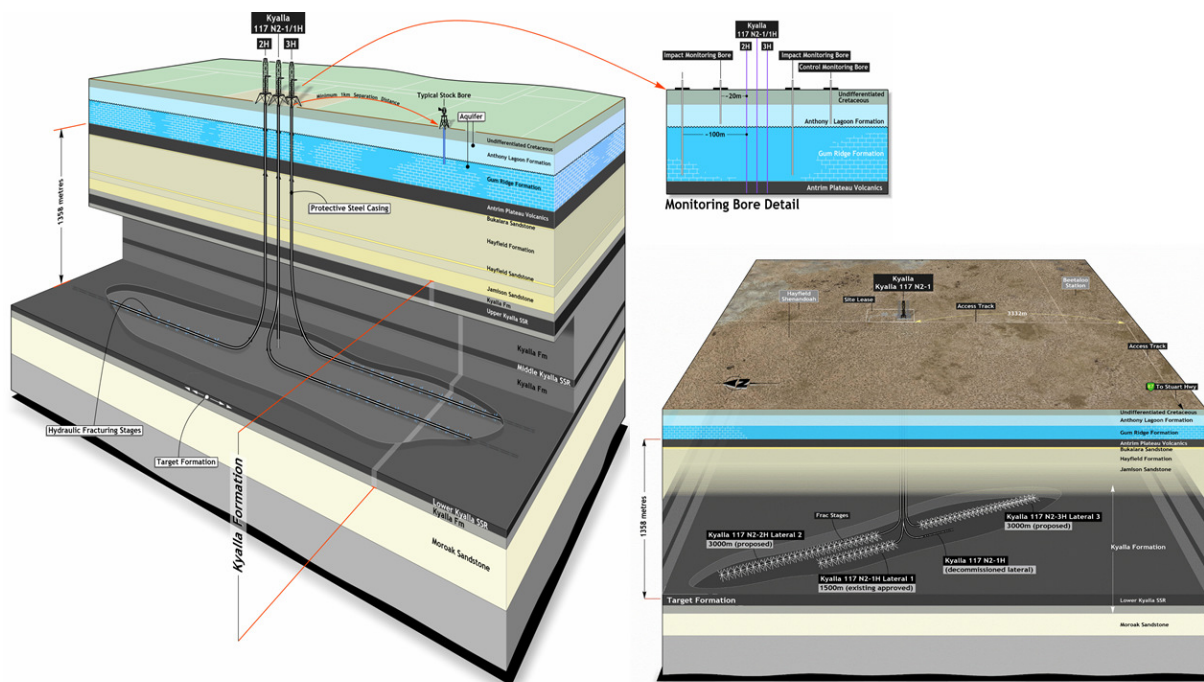 Kyalla
117 N2-1/1H
2H
3H
Typical Stock Bore
minimum 1km Separation Distance
Aquifer
Undifferentiated Cretaceous
Anthony Lagoon Formation
Gum Ridge Formation
Antrim Plateau Volcanics
Bukalara Sandstone
Hayfield Formation
Hayfield Sandstone
Jamison Sandstone
Kyalla Fm
Upper Kyalla SSR
Kyalla Fm
Middle Kyalla SSR
Kyalla Fm
Lower Kyalla SSR
Kyalla Fm
Moroak Sandstone
1358 metres
Protective Steel Casing
Hydraulic Fracturing Stages
Target Formation
Kyalla Formation
Kyalla
117 N2-1/1H
2H
3H
Impact Monitoring Bore
Impact Monitoring Bore
Control Monitoring Bore
~20m
~100m
Undifferentiated
Cretaceous
Anthony Lagoon Formation
Gum Ridge Formation
Antrim Plateau Volcanics
Monitoring Bore Detail
Kyalla
Kyalla 117 N2-1
Hayfield
Shenandoah
Site Lease
Access Track
3332m
Beetaloo
Station
Access Track
To Stuart Hwy
N
Undifferentiated Cretaceous
Anthony Lagoon Formation
Gum Ridge Formation
Antrim Plateau Volcanics
Bukalara Sandstone
Hayfield Formation
Jamison Sandstone
1358 metres
Frac Stages
Kyalla 117 N2-2H Lateral 2
3000m (proposed)
Kyalla 117 N2-3H Lateral 3
3000m (proposed)
Kyalla 117 N2-1H
(decommissioned lateral)
Kyalla 117 N2-1H Lateral 1
1500m (existing approved)
Kyalla Formation
Target Formation
Lower Kyalla SSR
Moroak Sandstone